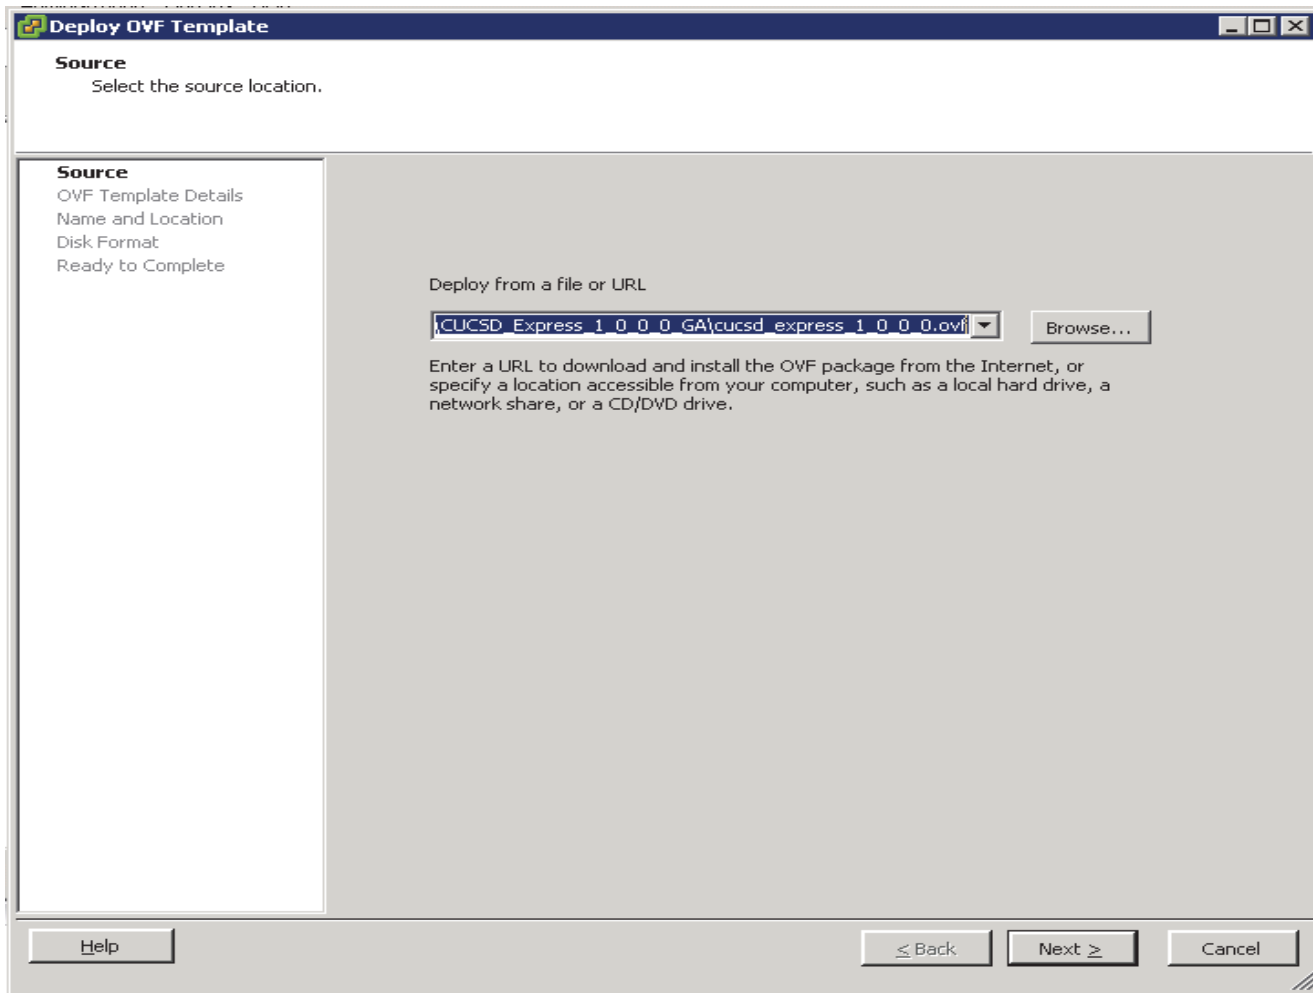 Deploy OVF Template
Source
Select the source location.
Source
OVF Template Details
Name and Location
Disk Format
Ready to Complete
Deploy from a file or URL
\CUCSD_Express_1_0_0_0_GA\cucsd_express_1_0_0_0.ovf
Browse...
Enter a URL to download and install the OVF package from the Internet, or
specify a location accessible from your computer, such as a local hard drive, a
network share, or a CD/DVD drive.
Help
≤ Back
Next ≥
Cancel